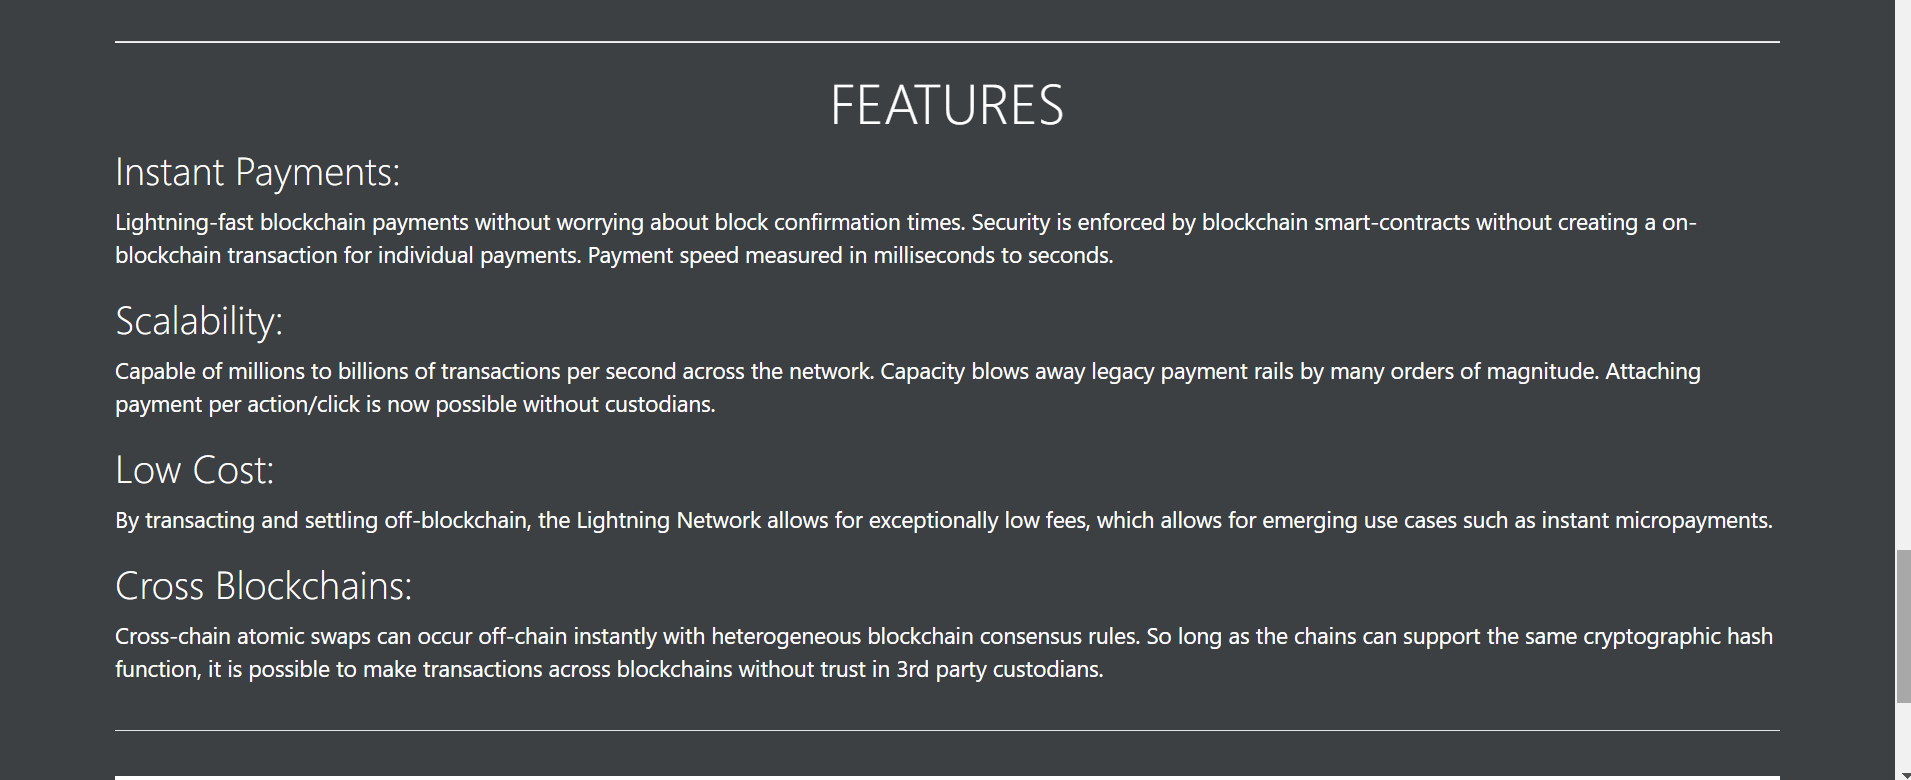 FEATURES
Instant Payments:
Lightning-fast blockchain payments without worrying about block confirmation times. Security is enforced by blockchain smart-contracts without creating a on-
blockchain transaction for individual payments. Payment speed measured in milliseconds to seconds.
Scalability:
Capable of millions to billions of transactions per second across the network. Capacity blows away legacy payment rails by many orders of magnitude. Attaching
payment per action/click is now possible without custodians.
Low Cost:
By transacting and settling off-blockchain, the Lightning Network allows for exceptionally low fees, which allows for emerging use cases such as instant micropayments.
Cross Blockchains:
Cross-chain atomic swaps can occur off-chain instantly with heterogeneous blockchain consensus rules. So long as the chains can support the same cryptographic hash
function, it is possible to make transactions across blockchains without trust in 3rd party custodians.